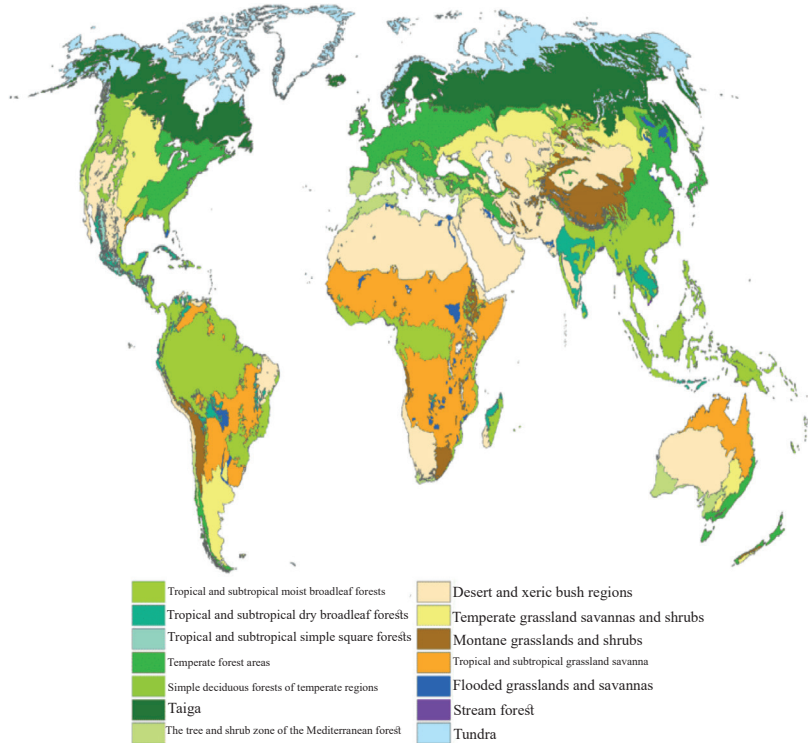 Tropical and subtropical moist broadleaf forests
Tropical and subtropical dry broadleaf forests
Tropical and subtropical simple square forests
Temperate forest areas
Simple deciduous forests of temperate regions
Taiga
The tree and shrub zone of the Mediterranean forest
Desert and xeric bush regions
Temperate grassland savannas and shrubs
Montane grasslands and shrubs
Tropical and subtropical grassland savanna
Flooded grasslands and savannas
Stream forest
Tundra